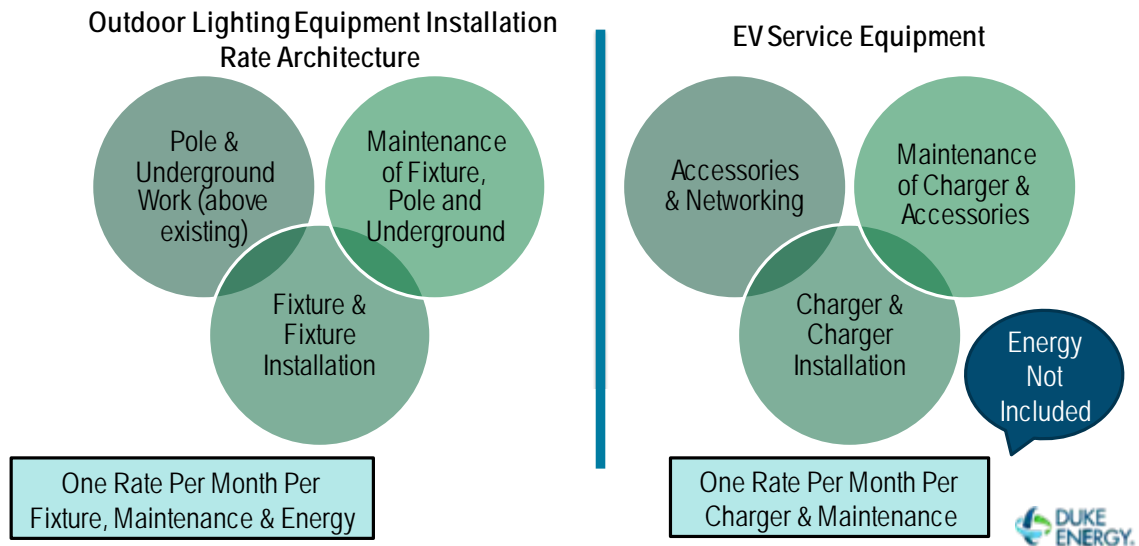 Outdoor Lighting Equipment Installation
Rate Architecture
Pole &
Underground
Work (above
existing)
Maintenance
of Fixture,
Pole and
Underground
Fixture &
Fixture
Installation
One Rate Per Month Per
Fixture, Maintenance & Energy
EV Service Equipment
Accessories
& Networking
Maintenance
of Charger &
Accessories
Charger &
Charger
Installation
Energy
Not
Included
One Rate Per Month Per
Charger & Maintenance
DUKE
ENERGY.